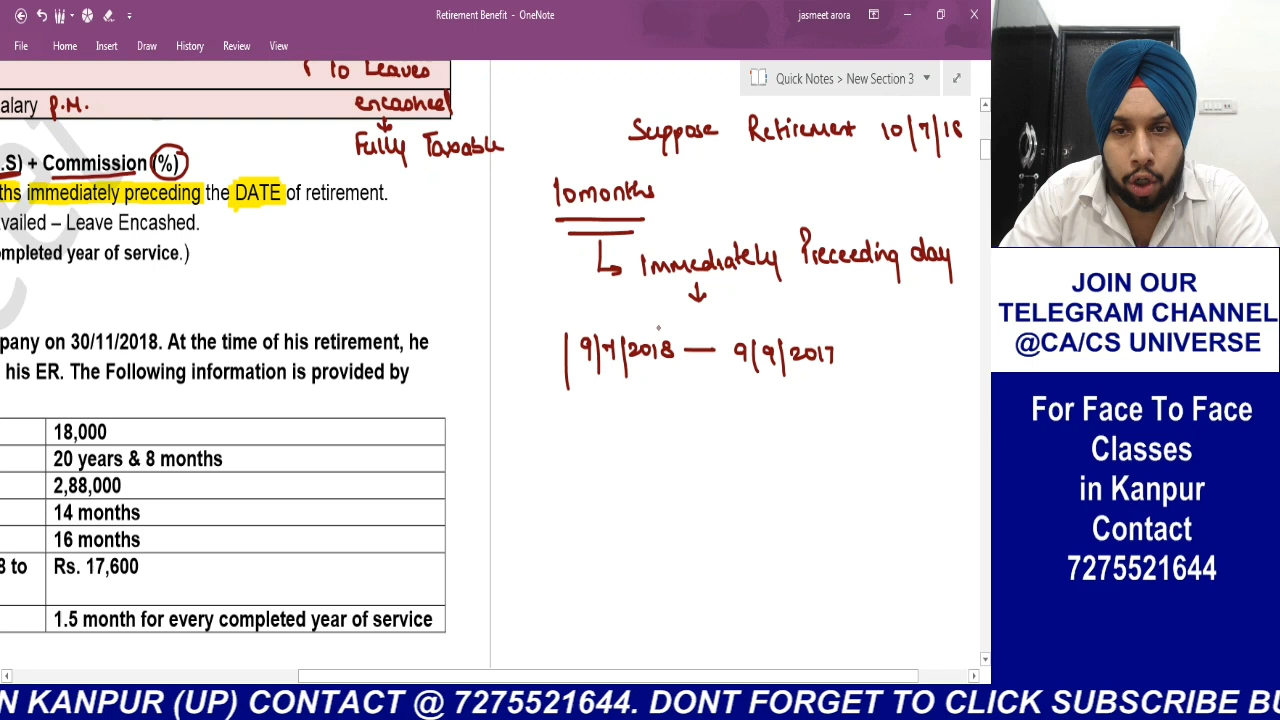 Retirement Benefit - OneNote
jasmeet arora
File Home Insert Draw History Review View
Quick Notes > New Section 3
To Leaves
encashed
Fully Taxable
alary P.M.
.S) + Commission (%)
ths immediately preceding the DATE of retirement.
vailed – Leave Encashed.
ompleted year of service.)
pany on 30/11/2018. At the time of his retirement, he
his ER. The Following information is provided by
18,000
20 years & 8 months
2,88,000
14 months
16 months
8 to Rs. 17,600
1.5 month for every completed year of service
Suppose Retirement 10/7/18
10 months
Immediately Preceeding day
9/7/2018 — 9/9/2017
JOIN OUR
TELEGRAM CHANNEL
@CA/CS UNIVERSE
For Face To Face
Classes
in Kanpur
Contact
7275521644
N KANPUR (UP) CONTACT @ 7275521644. DONT FORGET TO CLICK SUBSCRIBE BU